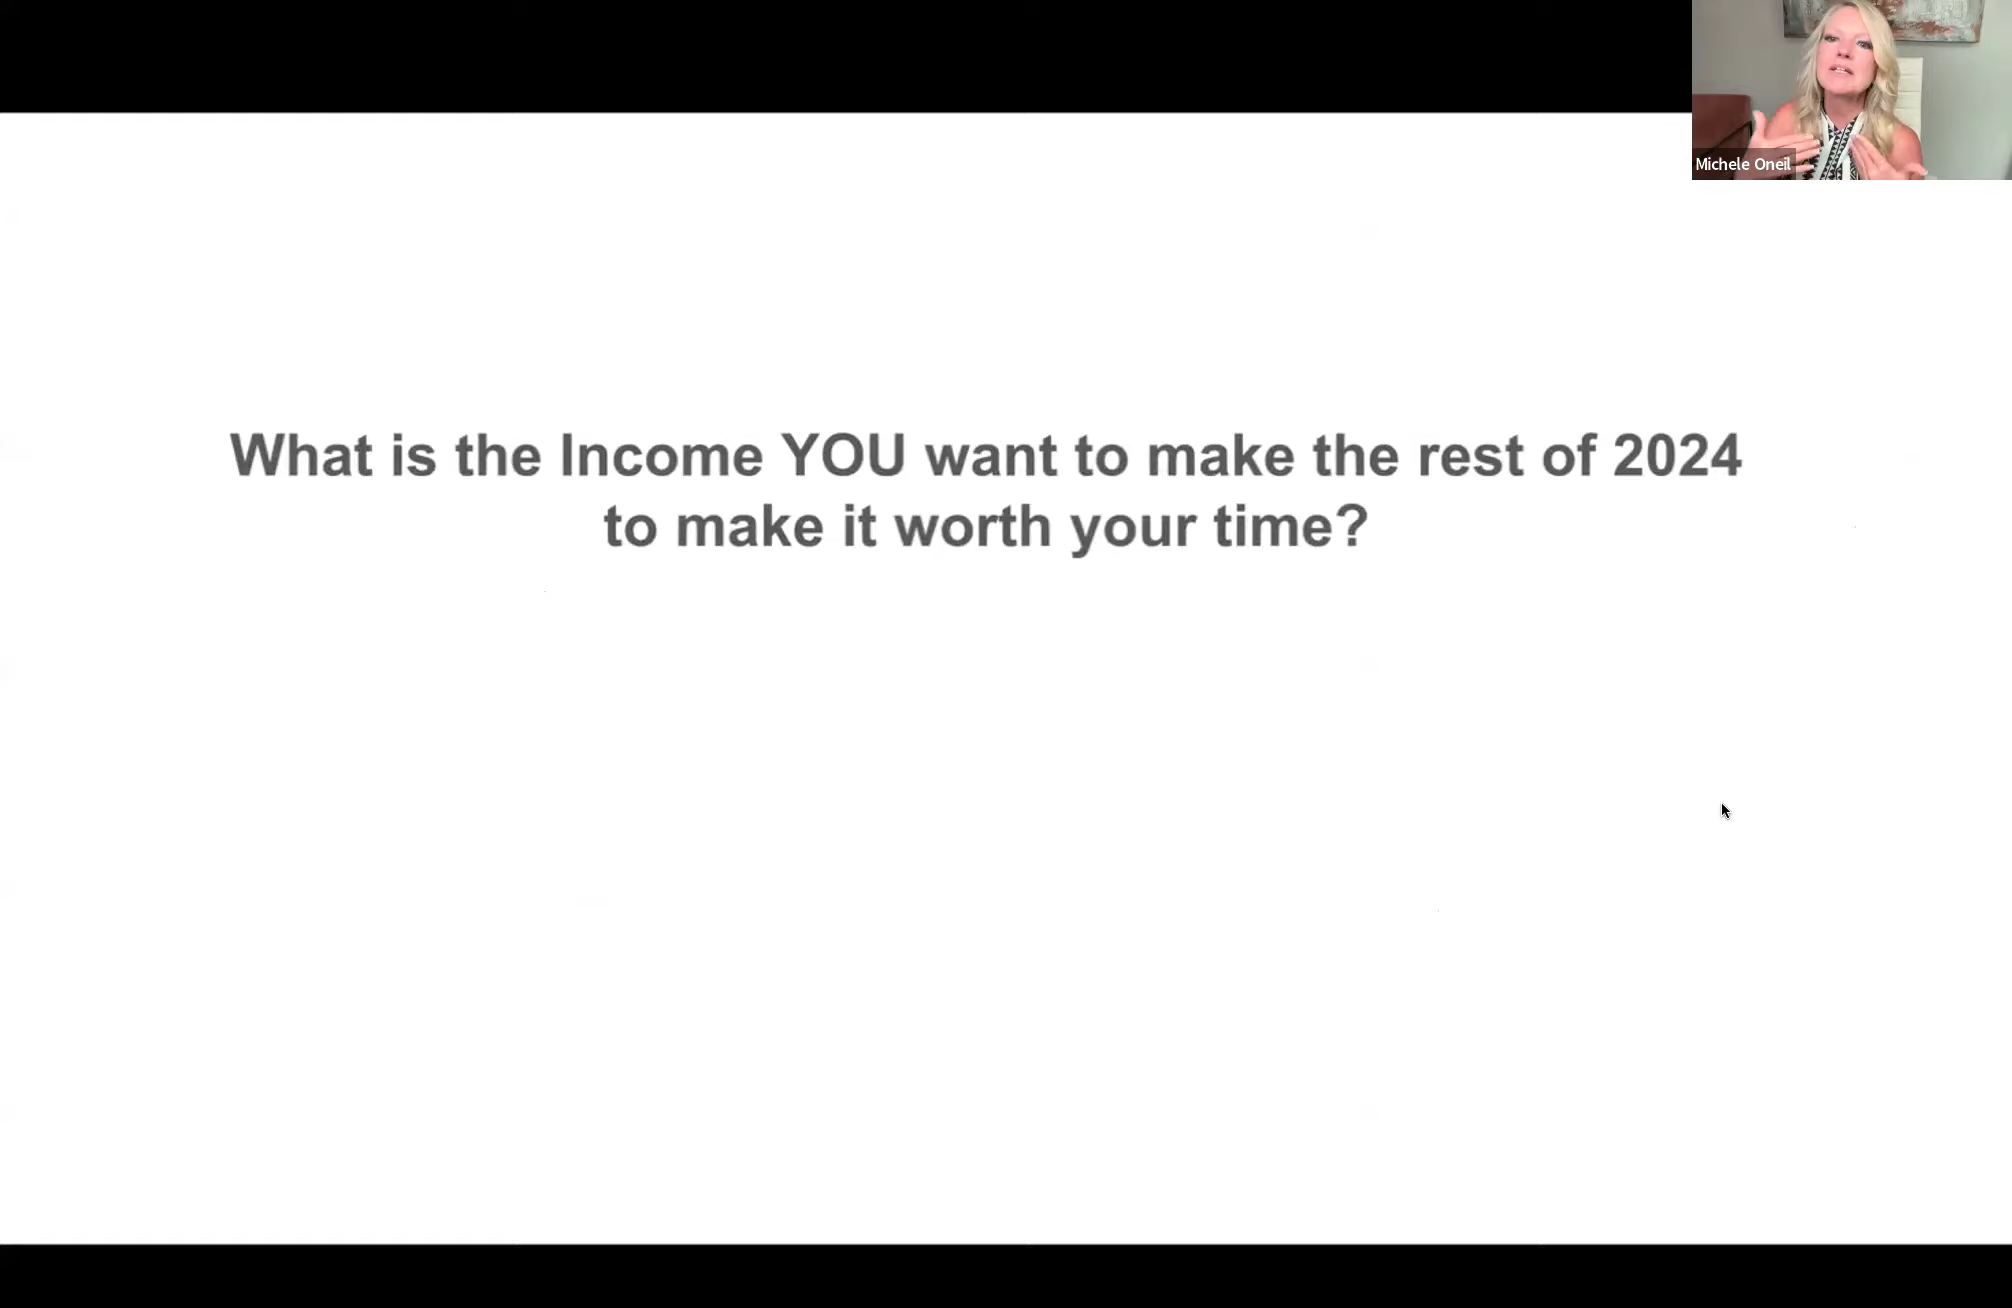 Michele Oneil
What is the Income YOU want to make the rest of 2024
to make it worth your time?